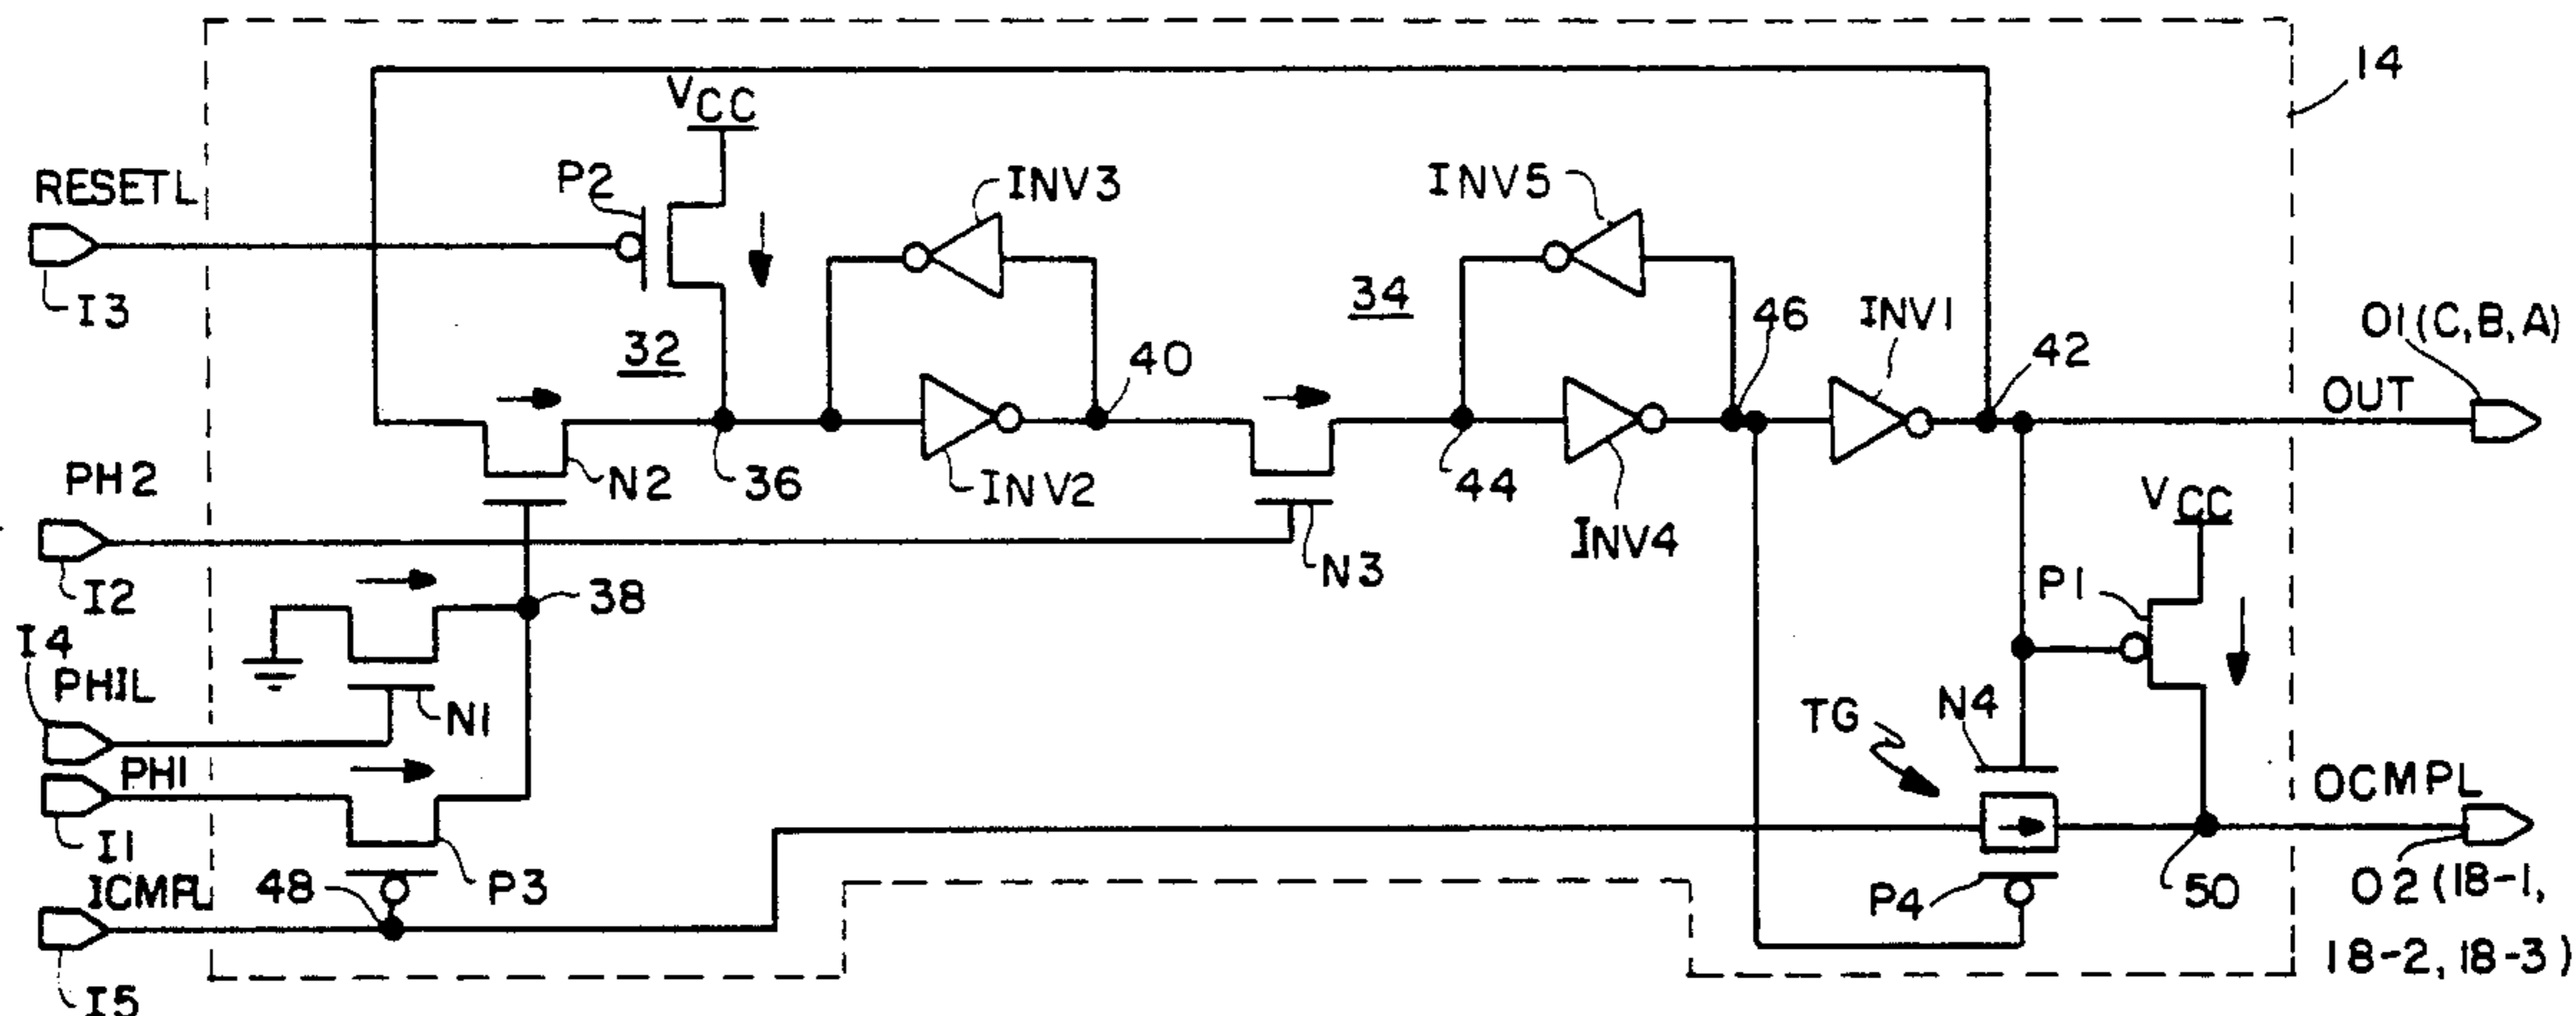 14
VCC
RESETL
P2
INV3
INV5
I3
32
34
46
INV1
O1(C,B,A)
40
42
OUT
PH2
N2
36
INV2
44
INV4
VCC
I2
38
N3
P1
I4
PHIL
N1
TG
N4
PHI
OCMPL
I1
ICMPL
48
P3
P4
50
O2(18-1,
18-2,18-3)
I5